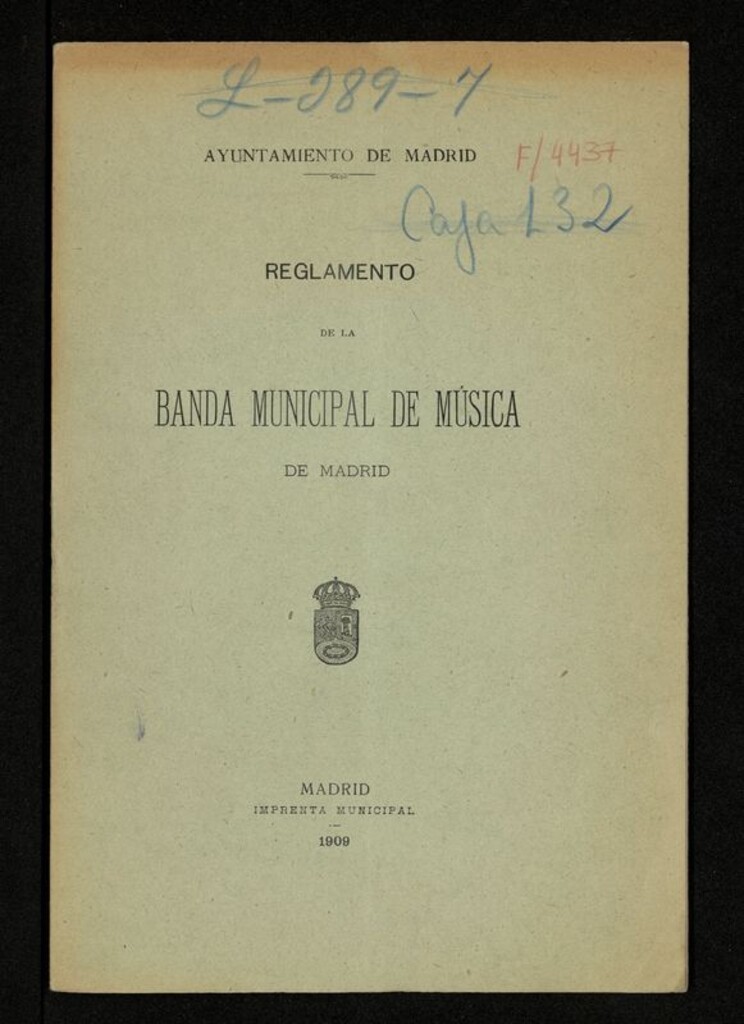 L-289-7
AYUNTAMIENTO DE MADRID
F/4437
Caja 132
REGLAMENTO
DE LA
BANDA MUNICIPAL DE MÚSICA
DE MADRID
MADRID
IMPRENTA MUNICIPAL
1909